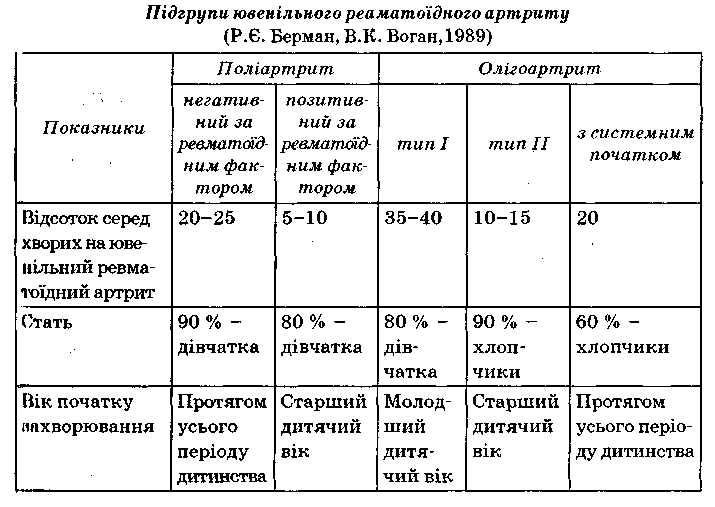 Підгрупи ювенільного реаматоїдного артриту
(Р.Є. Берман, В.К. Воган,1989)
Показники
Поліартрит
Олігоартрит
негатив-
ний за
ревматоїд-
ним фак-
тором
позитив-
ний за
ревматоїд-
ним фак-
тором
тип I
тип II
з системним
початком
Відсоток серед
хворих на юве-
нільний ревма-
тоїдний артрит
20–25
5–10
35–40
10–15
20
Стать
90 % –
дівчатка
80 % –
дівчатка
80 % –
дів-
чатка
90 % –
хлоп-
чики
60 % –
хлопчики
Вік початку
захворювання
Протягом
усього
періоду
дитинства
Старший
дитячий
вік
Молод-
ший
дитя-
чий вік
Старший
дитячий
вік
Протягом
усього періо-
ду дитинства